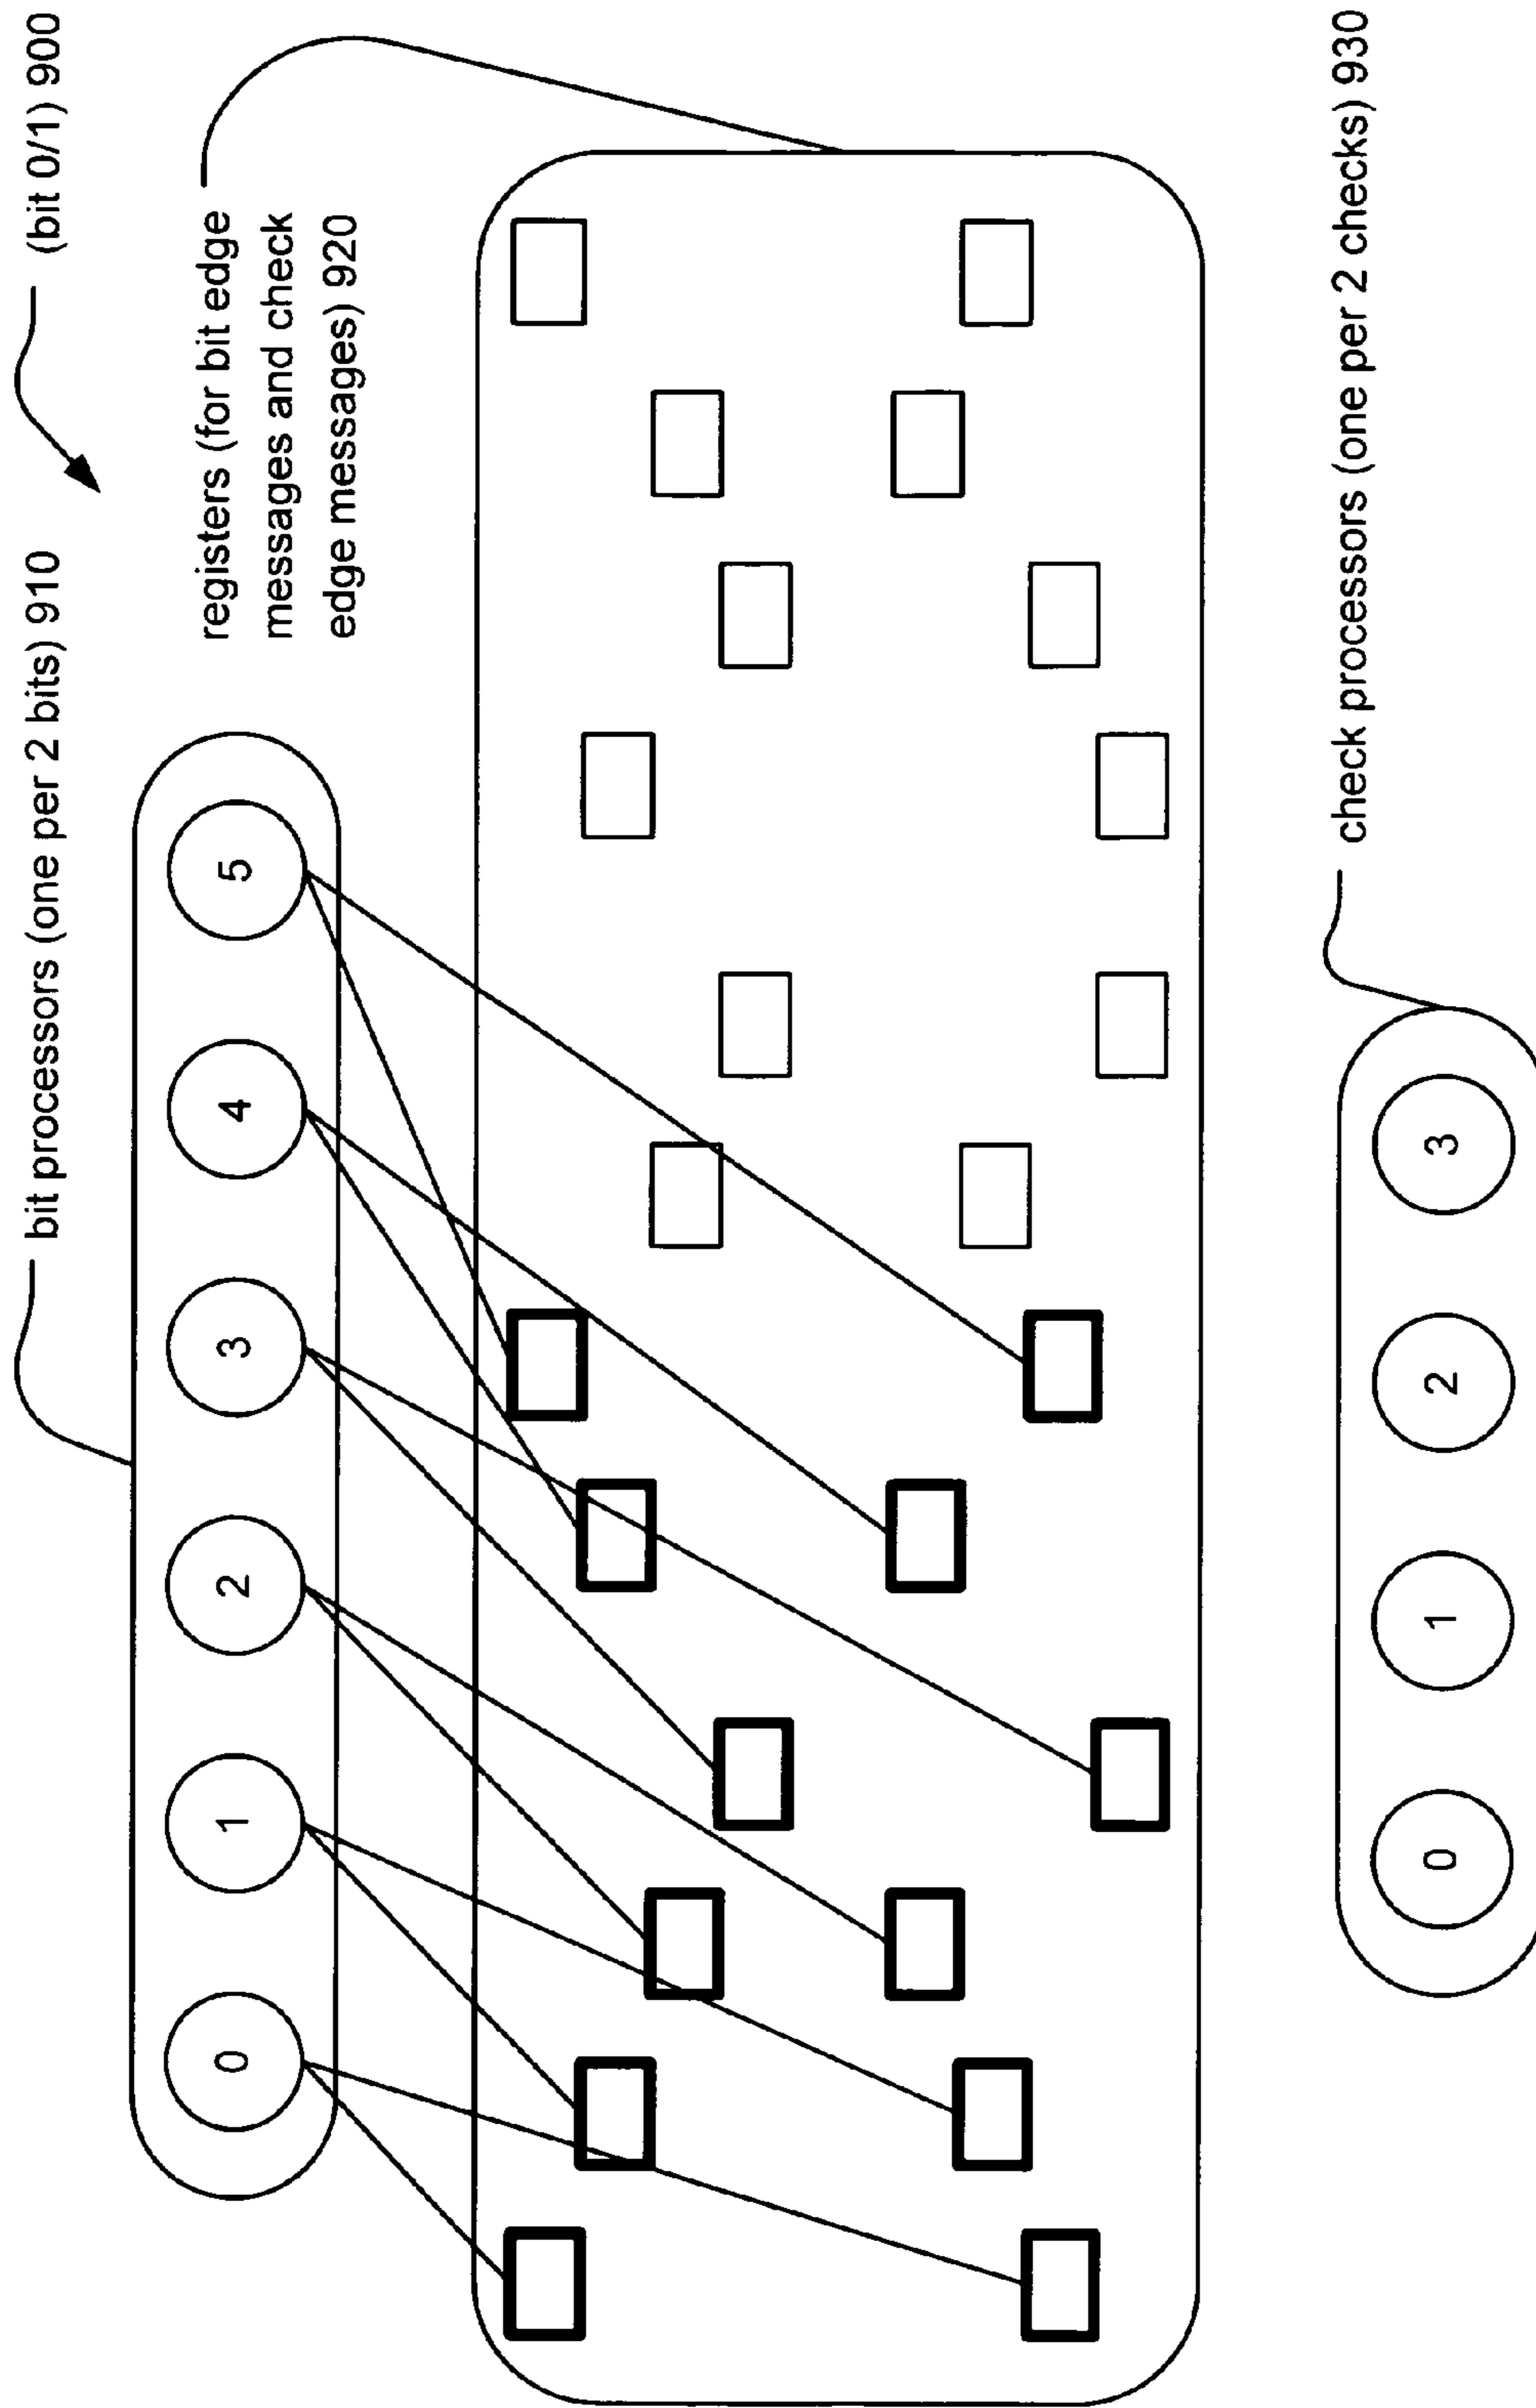 bit processors (one per 2 bits) 910
(bit 0/1) 900
0 1 2 3 4 5
registers (for bit edge
messages and check
edge messages) 920
check processors (one per 2 checks) 930
0 1 2 3